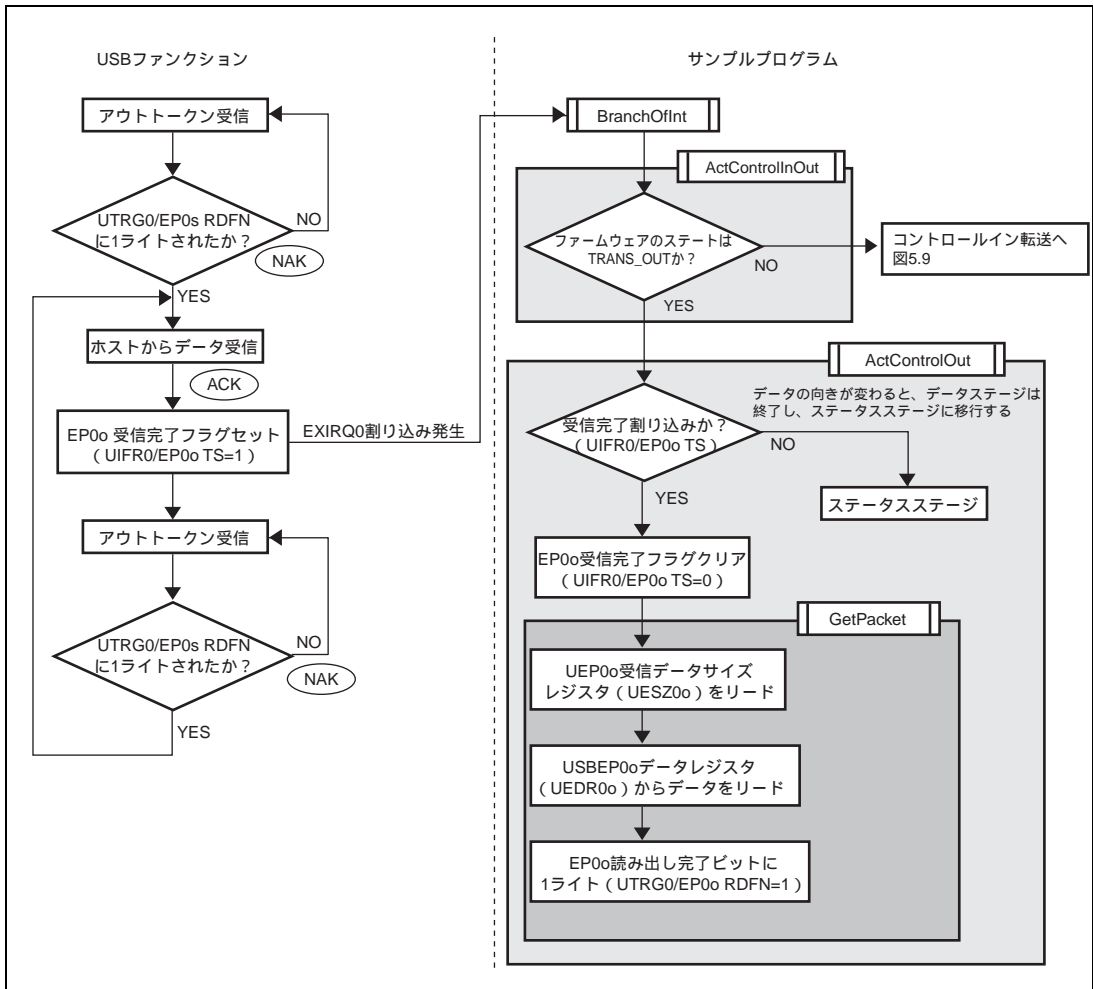 USBファンクション
アウトトークン受信
UTRG0/EP0s RDFN
に1ライトされたか？
NO
NAK
YES
ホストからデータ受信
ACK
EP0o 受信完了フラグセット
（UIFR0/EP0o TS=1）
EXIRQ0割り込み発生
アウトトークン受信
UTRG0/EP0s RDFN
に1ライトされたか？
NO
NAK
YES
サンプルプログラム
BranchOfInt
ActControlInOut
ファームウェアのステートは
TRANS_OUTか？
NO
コントロールイン転送へ
図5.9
YES
ActControlOut
データの向きが変わると、データステージは
終了し、ステータスステージに移行する
受信完了割り込みか？
（UIFR0/EP0o TS）
NO
ステータスステージ
YES
EP0o受信完了フラグクリア
（UIFR0/EP0o TS=0）
GetPacket
UEP0o受信データサイズ
レジスタ（UESZ0o）をリード
USBEP0oデータレジスタ
（UEDR0o）からデータをリード
EP0o読み出し完了ビットに
1ライト（UTRG0/EP0o RDFN=1）